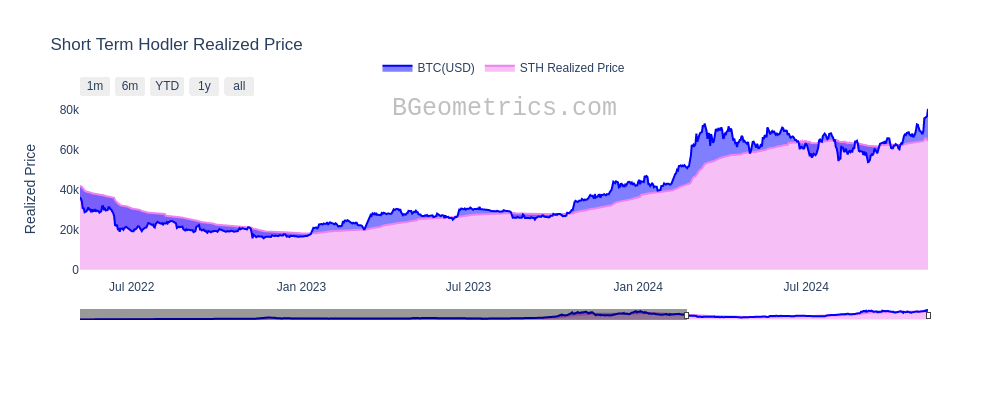 Short Term Hodler Realized Price
BTC(USD) STH Realized Price
1m 6m YTD 1y all
BGeometrics.com
Realized Price
80k
60k
40k
20k
0
Jul 2022 Jan 2023 Jul 2023 Jan 2024 Jul 2024